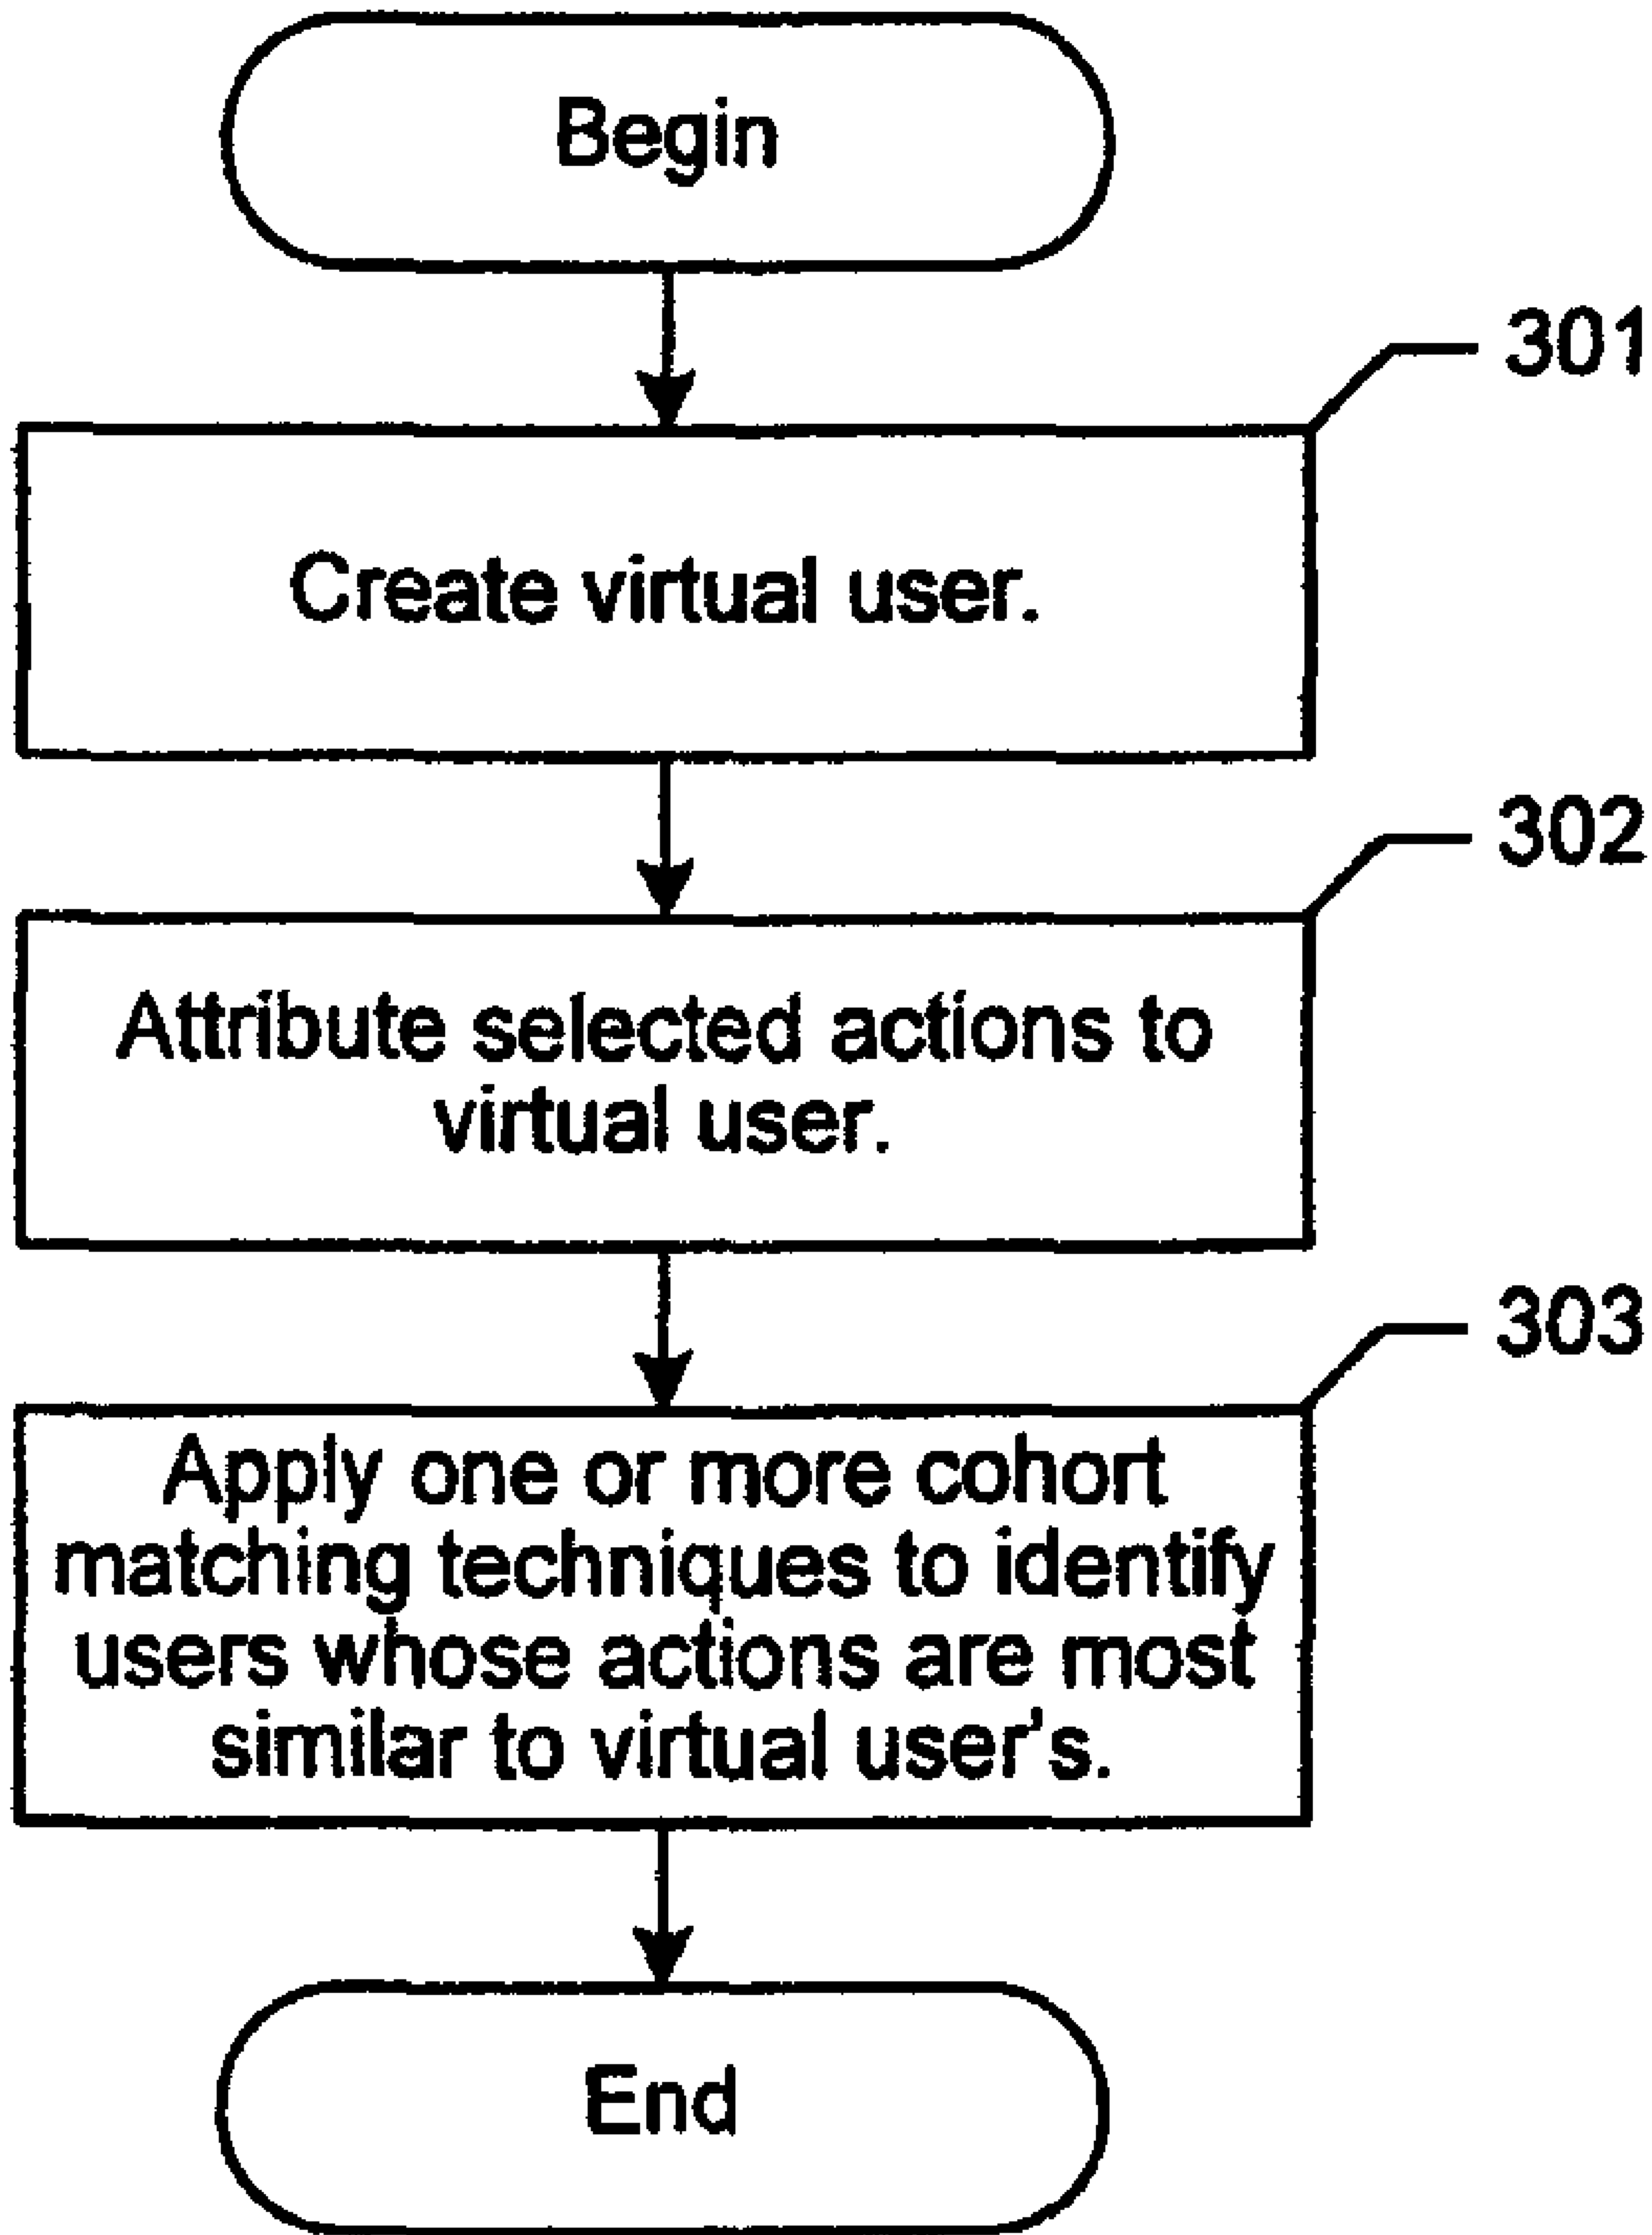 Begin
301
Create virtual user.
302
Attribute selected actions to
virtual user.
303
Apply one or more cohort
matching techniques to identify
users whose actions are most
similar to virtual user's.
End